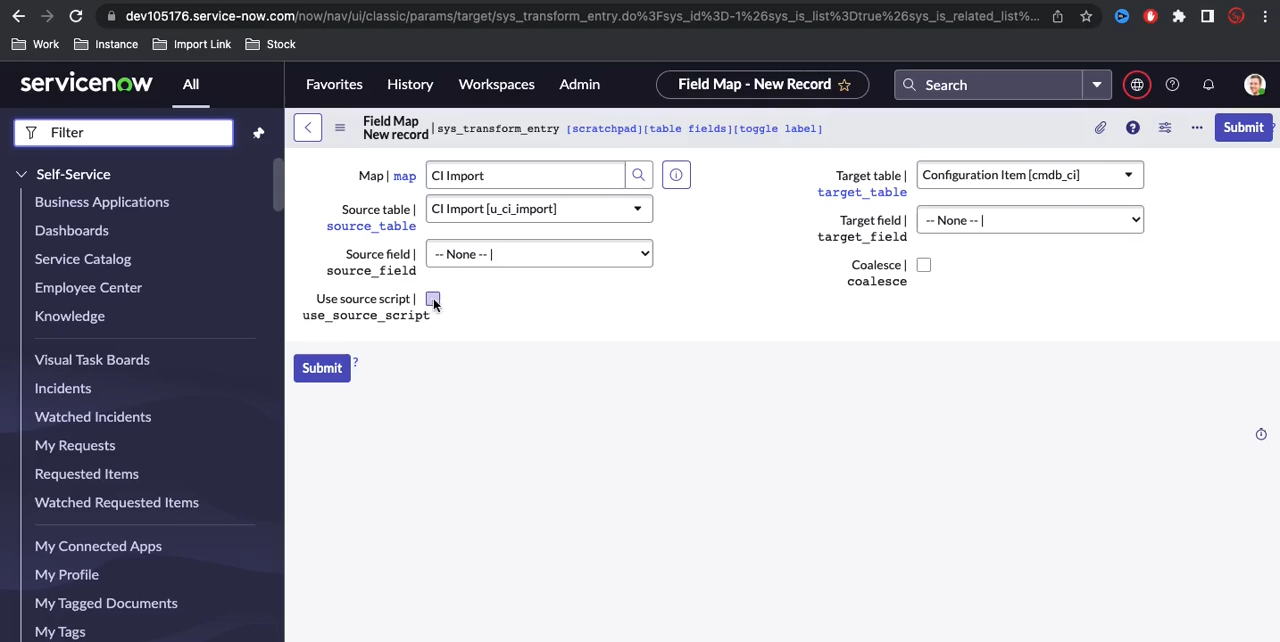 dev105176.service-now.com/now/nav/ui/classic/params/target/sys_transform_entry.do%3Fsys_id%3D-1%26sys_is_list%3Dtrue%26sys_is_related_list%...
Work Instance Import Link Stock
servicenow All Favorites History Workspaces Admin Field Map - New Record Search
Filter
Field Map
New record | sys_transform_entry [scratchpad][table fields][toggle label] Submit
Self-Service
Business Applications
Dashboards
Service Catalog
Employee Center
Knowledge
Visual Task Boards
Incidents
Watched Incidents
My Requests
Requested Items
Watched Requested Items
My Connected Apps
My Profile
My Tagged Documents
My Tags
Map | map CI Import
Source table | CI Import [u_ci_import]
source_table
Source field | -- None -- |
source_field
Use source script |
use_source_script
Target table | Configuration Item [cmdb_ci]
target_table
Target field | -- None -- |
target_field
Coalesce |
coalesce
Submit ?